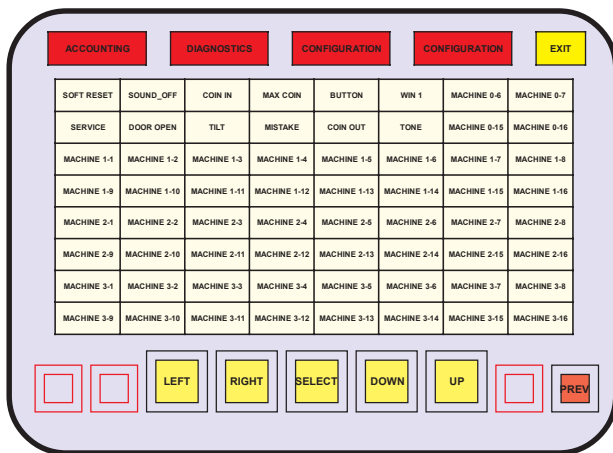 ACCOUNTING DIAGNOSTICS CONFIGURATION CONFIGURATION EXIT
SOFT RESET SOUND_OFF COIN IN MAX COIN BUTTON WIN 1 MACHINE 0-6 MACHINE 0-7
SERVICE DOOR OPEN TILT MISTAKE COIN OUT TONE MACHINE 0-15 MACHINE 0-16
MACHINE 1-1 MACHINE 1-2 MACHINE 1-3 MACHINE 1-4 MACHINE 1-5 MACHINE 1-6 MACHINE 1-7 MACHINE 1-8
MACHINE 1-9 MACHINE 1-10 MACHINE 1-11 MACHINE 1-12 MACHINE 1-13 MACHINE 1-14 MACHINE 1-15 MACHINE 1-16
MACHINE 2-1 MACHINE 2-2 MACHINE 2-3 MACHINE 2-4 MACHINE 2-5 MACHINE 2-6 MACHINE 2-7 MACHINE 2-8
MACHINE 2-9 MACHINE 2-10 MACHINE 2-11 MACHINE 2-12 MACHINE 2-13 MACHINE 2-14 MACHINE 2-15 MACHINE 2-16
MACHINE 3-1 MACHINE 3-2 MACHINE 3-3 MACHINE 3-4 MACHINE 3-5 MACHINE 3-6 MACHINE 3-7 MACHINE 3-8
MACHINE 3-9 MACHINE 3-10 MACHINE 3-11 MACHINE 3-12 MACHINE 3-13 MACHINE 3-14 MACHINE 3-15 MACHINE 3-16
LEFT RIGHT SELECT DOWN UP PREV